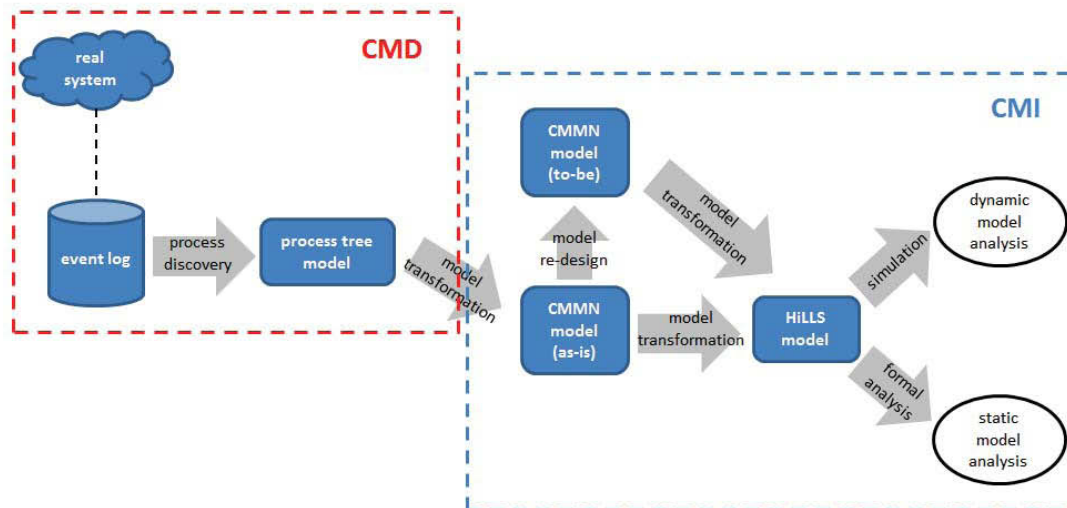 real
system
CMD
event log
process
discovery
process tree
model
model
transformation
CMI
CMMN
model
(to-be)
model
transformation
model
re-design
CMMN
model
(as-is)
model
transformation
HiLLS
model
simulation
dynamic
model
analysis
formal
analysis
static
model
analysis